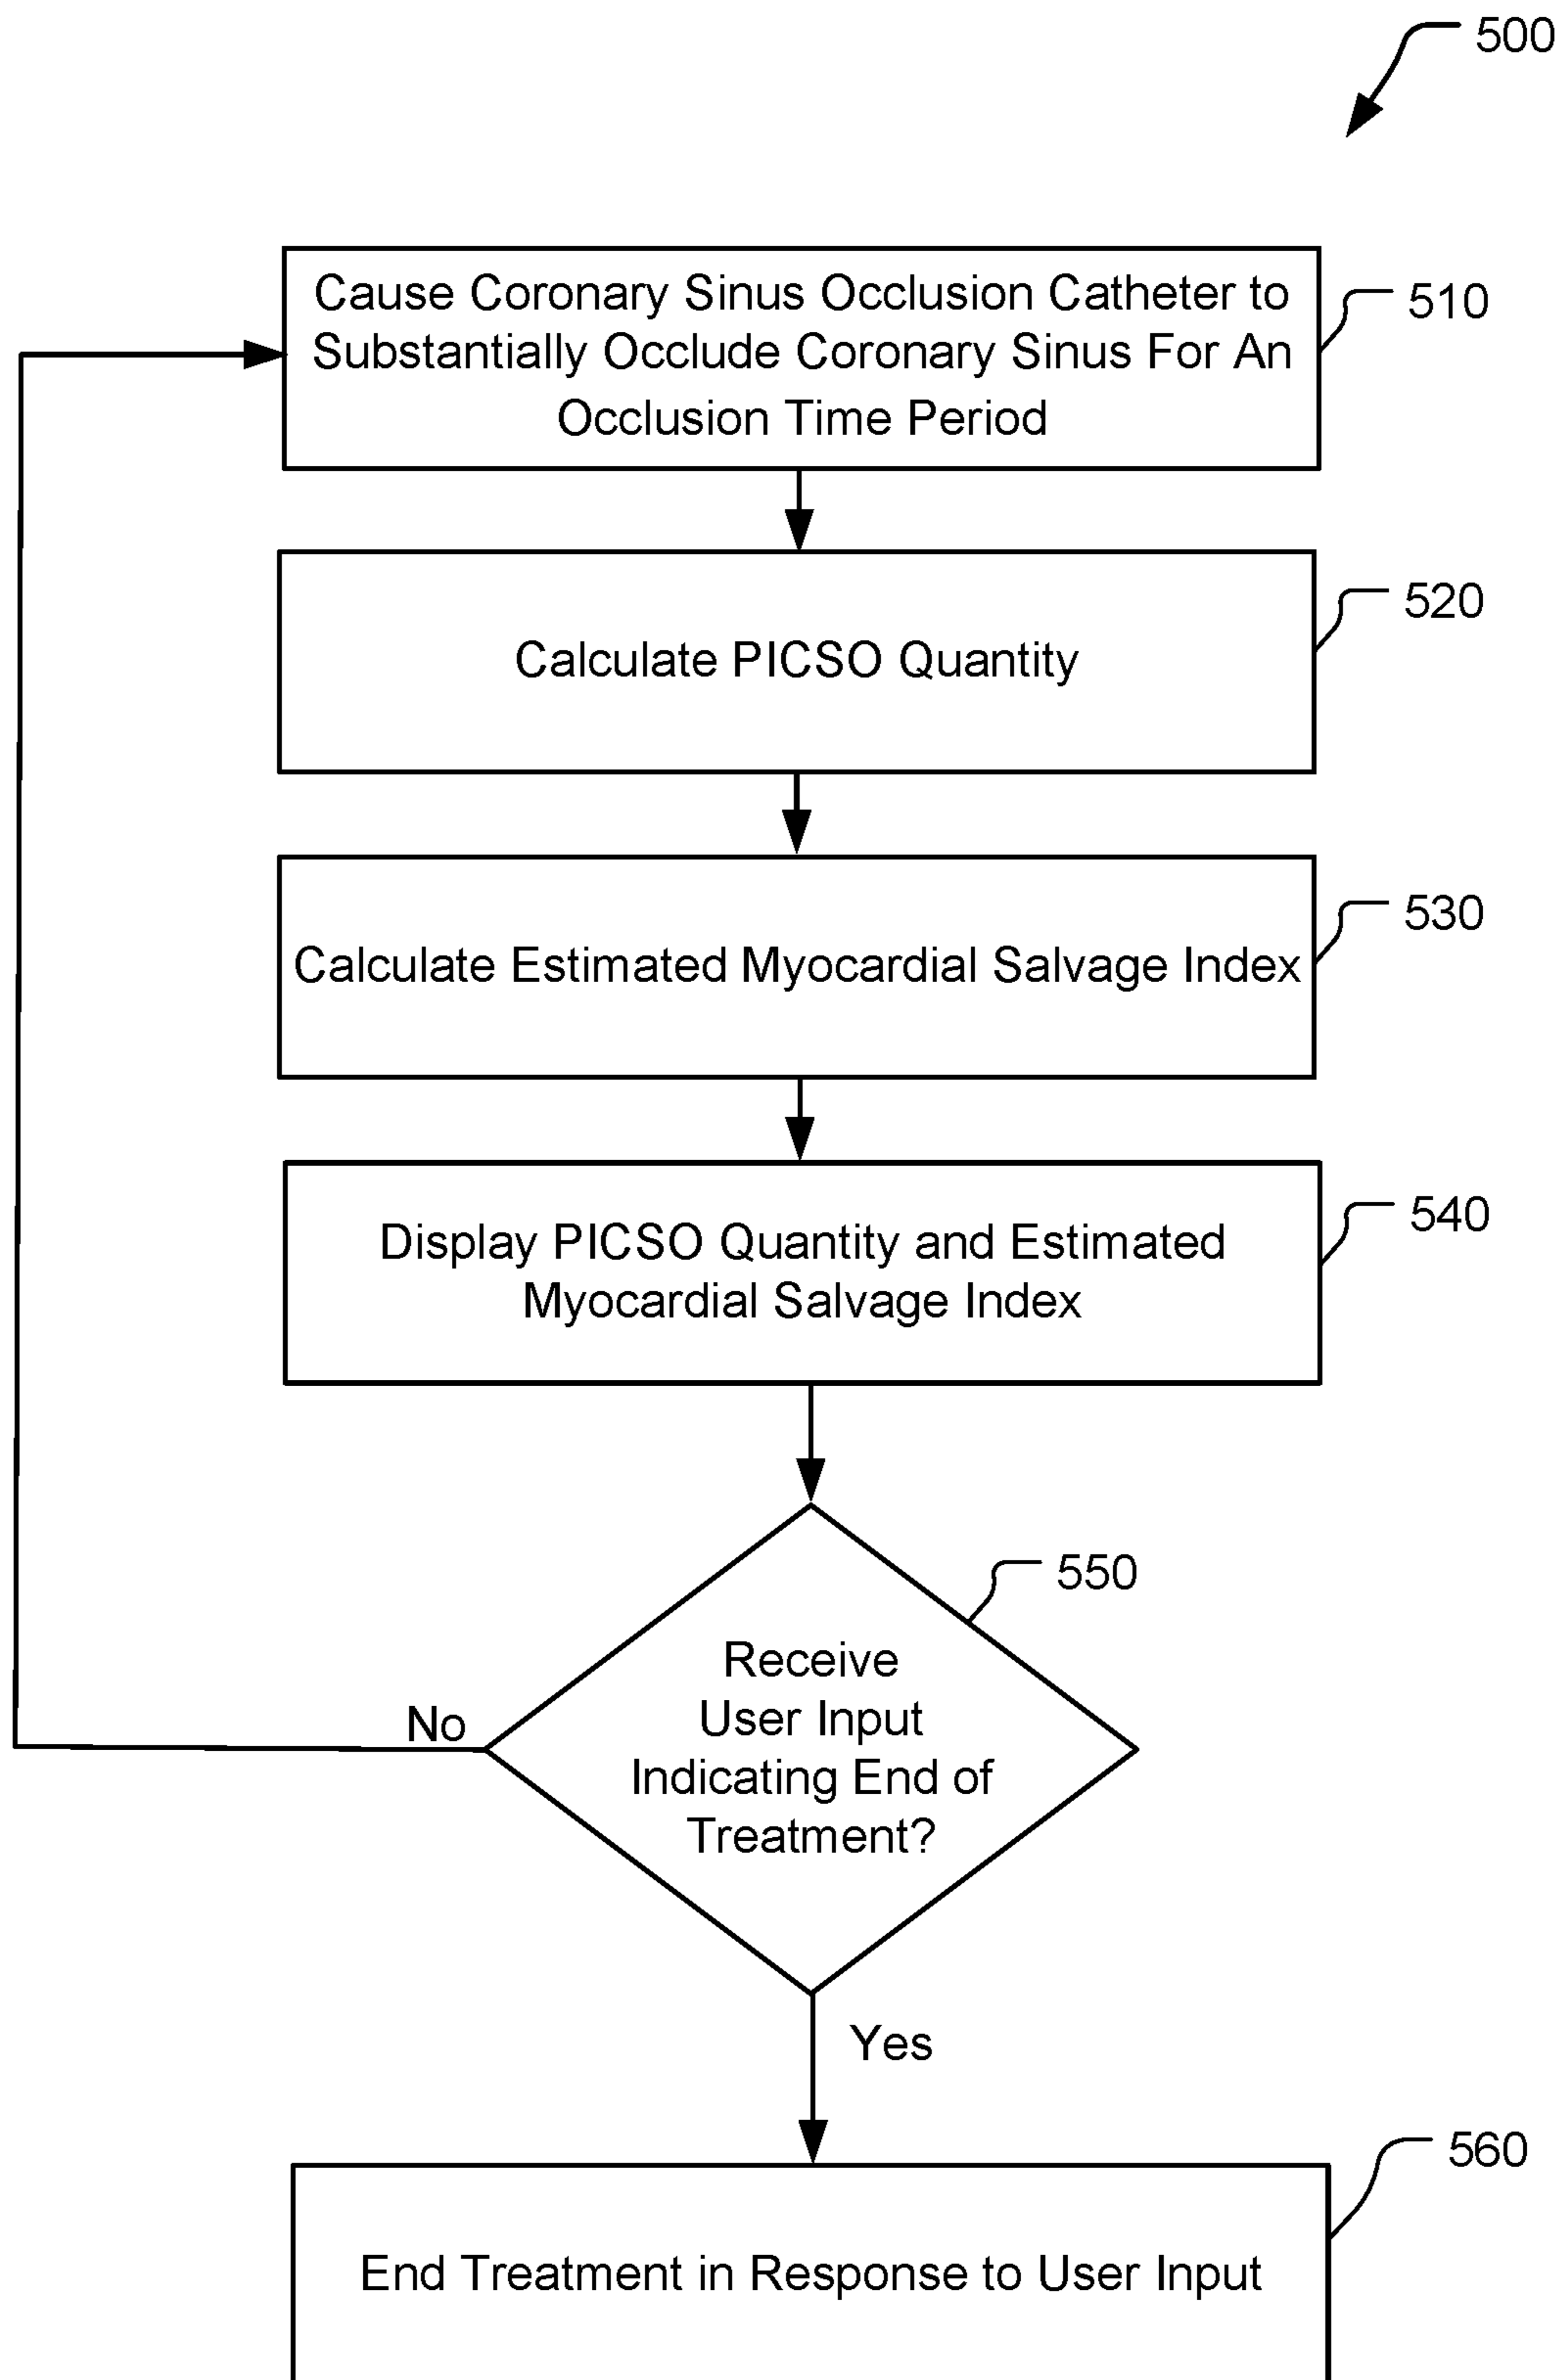 500
Cause Coronary Sinus Occlusion Catheter to
Substantially Occlude Coronary Sinus For An
Occlusion Time Period
510
Calculate PICSO Quantity
520
Calculate Estimated Myocardial Salvage Index
530
Display PICSO Quantity and Estimated
Myocardial Salvage Index
540
550
Receive
User Input
Indicating End of
Treatment?
No
Yes
560
End Treatment in Response to User Input